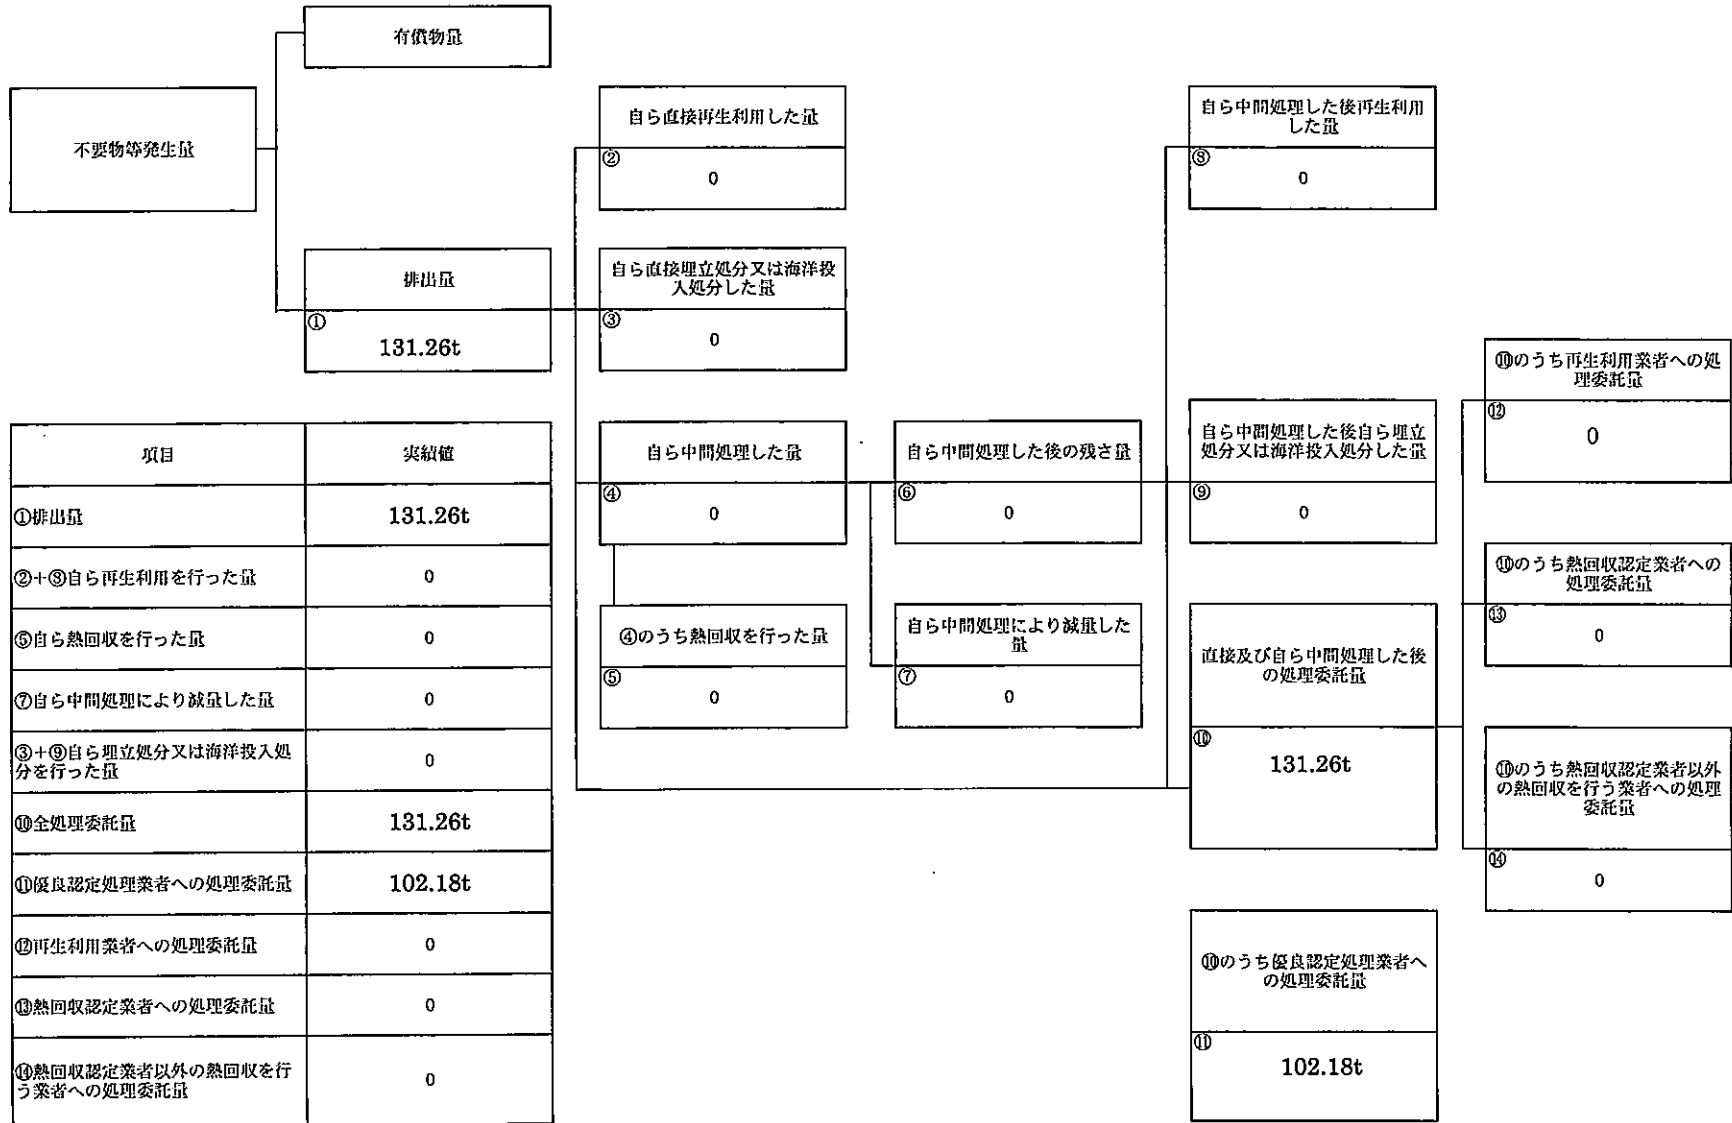 有償物量
不要物等発生量
排出量
①
131.26t
自ら直接再生利用した量
②
0
自ら直接埋立処分又は海洋投
入処分した量
③
0
自ら中間処理した量
④
0
④のうち熱回収を行った量
⑤
0
自ら中間処理した後の残さ量
⑥
0
自ら中間処理により減量した
量
⑦
0
自ら中間処理した後再生利用
した量
⑧
0
自ら中間処理した後自ら埋立
処分又は海洋投入処分した量
⑨
0
直接及び自ら中間処理した後
の処理委託量
⑩
131.26t
⑩のうち優良認定処理業者へ
の処理委託量
⑪
102.18t
⑩のうち再生利用業者への処
理委託量
⑫
0
⑩のうち熱回収認定業者への
処理委託量
⑬
0
⑩のうち熱回収認定業者以外
の熱回収を行う業者への処理
委託量
⑭
0
項目 実績値
①排出量 131.26t
②+⑧自ら再生利用を行った量 0
⑤自ら熱回収を行った量 0
⑦自ら中間処理により減量した量 0
③+⑨自ら埋立処分又は海洋投入処
分を行った量 0
⑩全処理委託量 131.26t
⑪優良認定処理業者への処理委託量 102.18t
⑫再生利用業者への処理委託量 0
⑬熱回収認定業者への処理委託量 0
⑭熱回収認定業者以外の熱回収を行
う業者への処理委託量 0